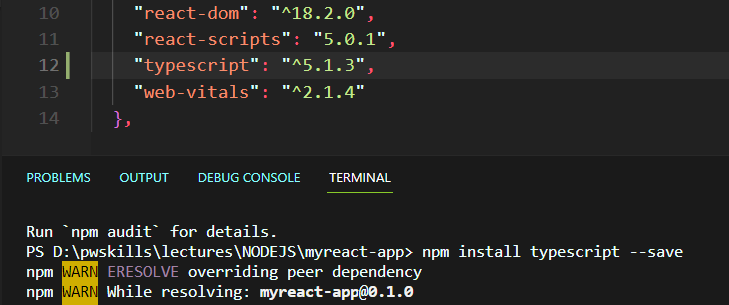 10 "react-dom": "^18.2.0",
11 "react-scripts": "5.0.1",
12 "typescript": "^5.1.3",
13 "web-vitals": "^2.1.4"
14 },
PROBLEMS OUTPUT DEBUG CONSOLE TERMINAL
Run `npm audit` for details.
PS D:\pwskills\lectures\NODEJS\myreact-app> npm install typescript --save
npm WARN ERESOLVE overriding peer dependency
npm WARN While resolving: myreact-app@0.1.0